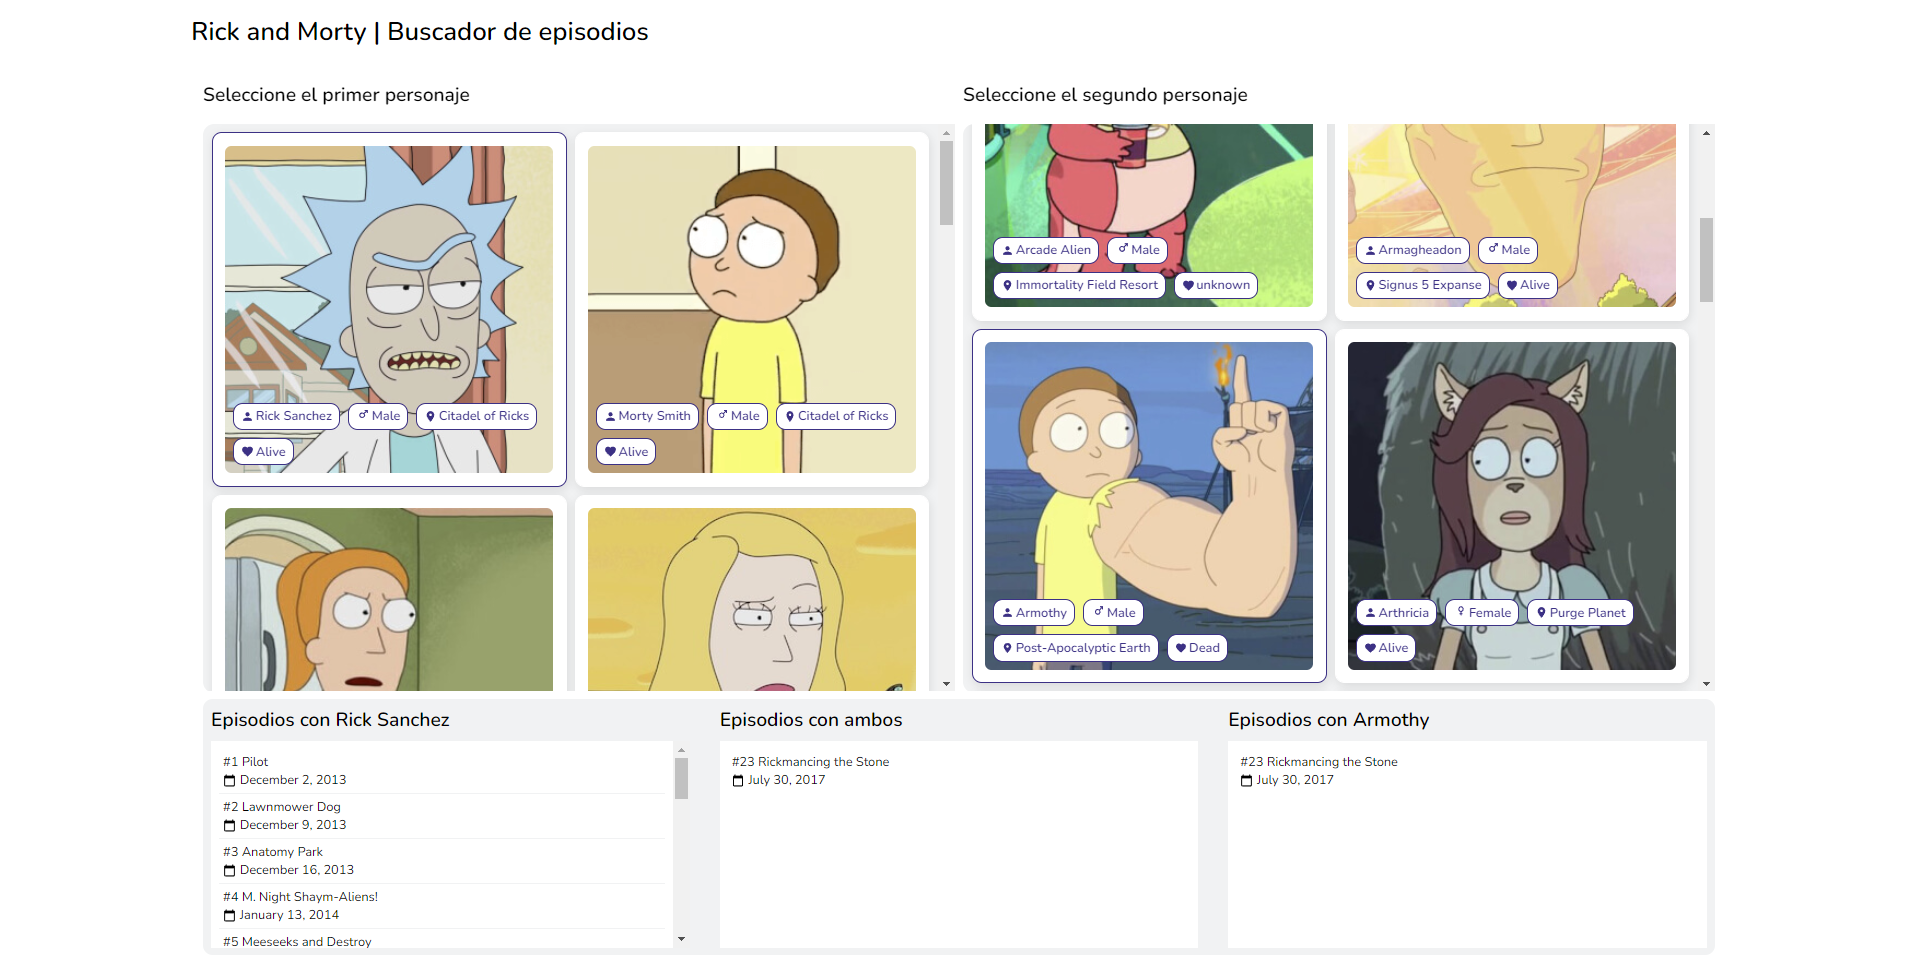 Rick and Morty | Buscador de episodios
Seleccione el primer personaje
Rick Sanchez Male Citadel of Ricks
Alive
Morty Smith Male Citadel of Ricks
Alive
Seleccione el segundo personaje
Arcade Alien Male
Immortality Field Resort unknown
Armagheadon Male
Signus 5 Expanse Alive
Armothy Male
Post-Apocalyptic Earth Dead
Arthricia Female Purge Planet
Alive
Episodios con Rick Sanchez
#1 Pilot
December 2, 2013
#2 Lawnmower Dog
December 9, 2013
#3 Anatomy Park
December 16, 2013
#4 M. Night Shaym-Aliens!
January 13, 2014
#5 Meeseeks and Destroy
Episodios con ambos
#23 Rickmancing the Stone
July 30, 2017
Episodios con Armothy
#23 Rickmancing the Stone
July 30, 2017